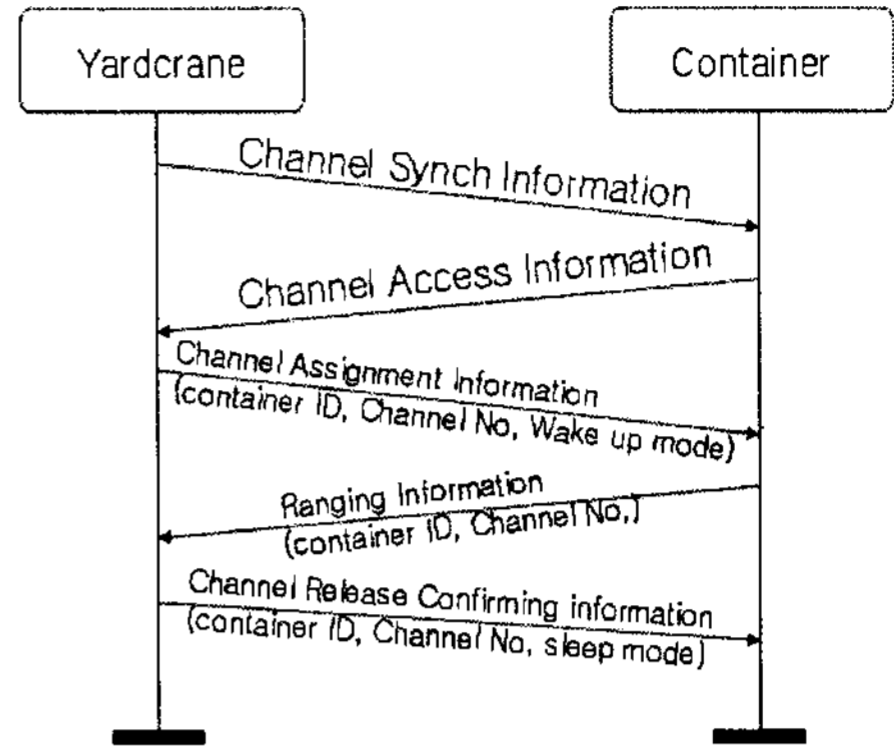 Yardcrane
Container
Channel Synch Information
Channel Access Information
Channel Assignment Information
(container ID, Channel No, Wake up mode)
Ranging Information
(container ID, Channel No,)
Channel Release Confirming information
(container ID, Channel No, sleep mode)